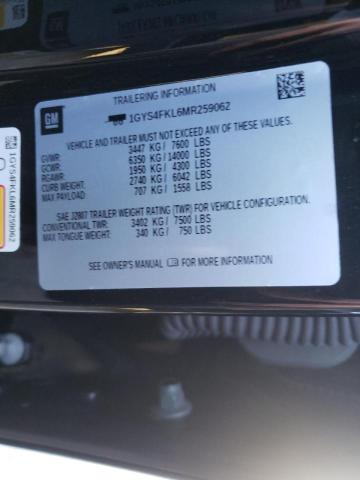 TRAILERING INFORMATION
GM
1GYS4FKL6MR259062
VEHICLE AND TRAILER MUST NOT EXCEED ANY OF THESE WEIGHTS
GVWR: 3447 KG / 7600 LBS
GCWR: 6350 KG / 14000 LBS
RGAWR: 1950 KG / 4300 LBS
CURB WEIGHT: 2740 KG / 6042 LBS
MAX PAYLOAD: 707 KG / 1558 LBS
SAE J2807 TRAILER WEIGHT RATING (TWR) FOR VEHICLE CONFIGURATION.
CONVENTIONAL TWR: 3402 KG / 7500 LBS
MAX TONGUE WEIGHT: 340 KG / 750 LBS
SEE OWNER'S MANUAL FOR MORE INFORMATION
1GYS4FKL6MR259062